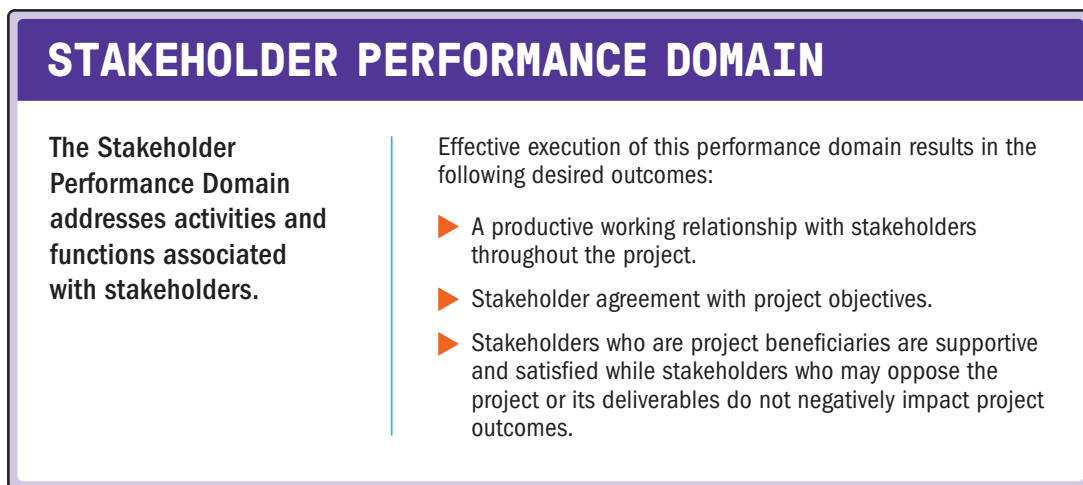 STAKEHOLDER PERFORMANCE DOMAIN
The Stakeholder
Performance Domain
addresses activities and
functions associated
with stakeholders.
Effective execution of this performance domain results in the
following desired outcomes:
A productive working relationship with stakeholders
throughout the project.
Stakeholder agreement with project objectives.
Stakeholders who are project beneficiaries are supportive
and satisfied while stakeholders who may oppose the
project or its deliverables do not negatively impact project
outcomes.